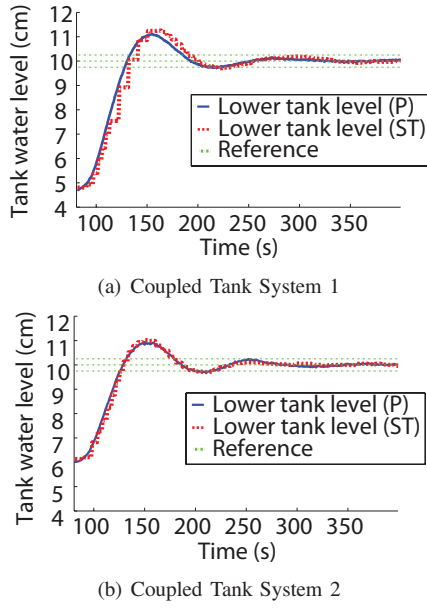 Tank water level (cm)
12
11
10
9
8
7
6
5
4
100 150 200 250 300 350
Time (s)
Lower tank level (P)
Lower tank level (ST)
Reference
(a) Coupled Tank System 1
Tank water level (cm)
12
11
10
9
8
7
6
5
4
100 150 200 250 300 350
Time (s)
Lower tank level (P)
Lower tank level (ST)
Reference
(b) Coupled Tank System 2